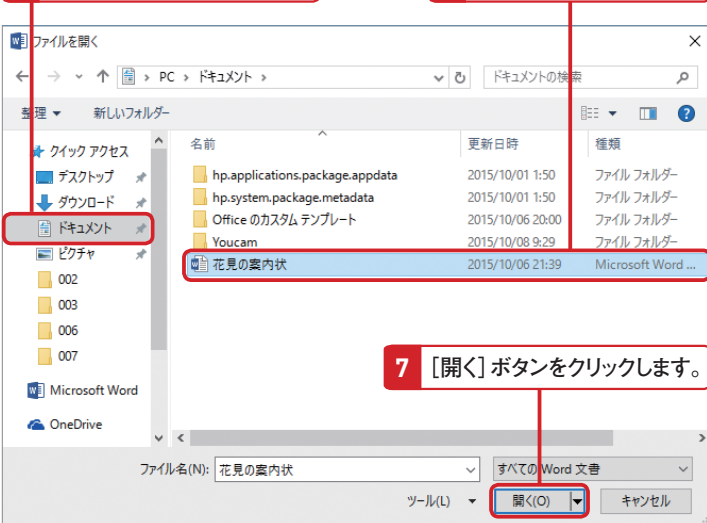 ファイルを開く
PC › ドキュメント ›
ドキュメントの検索
整理 新しいフォルダー
クイック アクセス
デスクトップ
ダウンロード
ドキュメント
ピクチャ
002
003
006
007
Microsoft Word
OneDrive
名前 更新日時 種類
hp.applications.package.appdata 2015/10/01 1:50 ファイル フォルダー
hp.system.package.metadata 2015/10/01 1:50 ファイル フォルダー
Office のカスタム テンプレート 2015/10/06 20:00 ファイル フォルダー
Youcam 2015/10/08 9:29 ファイル フォルダー
花見の案内状 2015/10/06 21:39 Microsoft Word ...
7 [開く] ボタンをクリックします。
ファイル名(N): 花見の案内状 すべての Word 文書
ツール(L) 開く(O) キャンセル